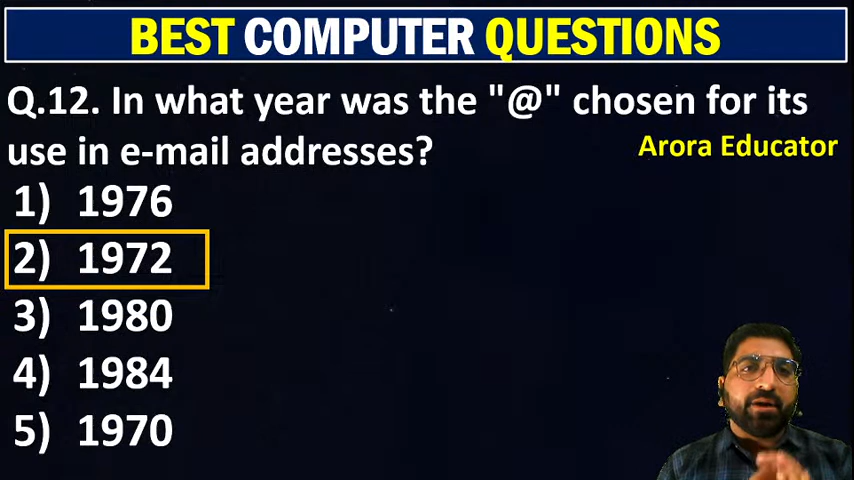 BEST COMPUTER QUESTIONS
Q.12. In what year was the "@" chosen for its
use in e-mail addresses?
Arora Educator
1) 1976
2) 1972
3) 1980
4) 1984
5) 1970